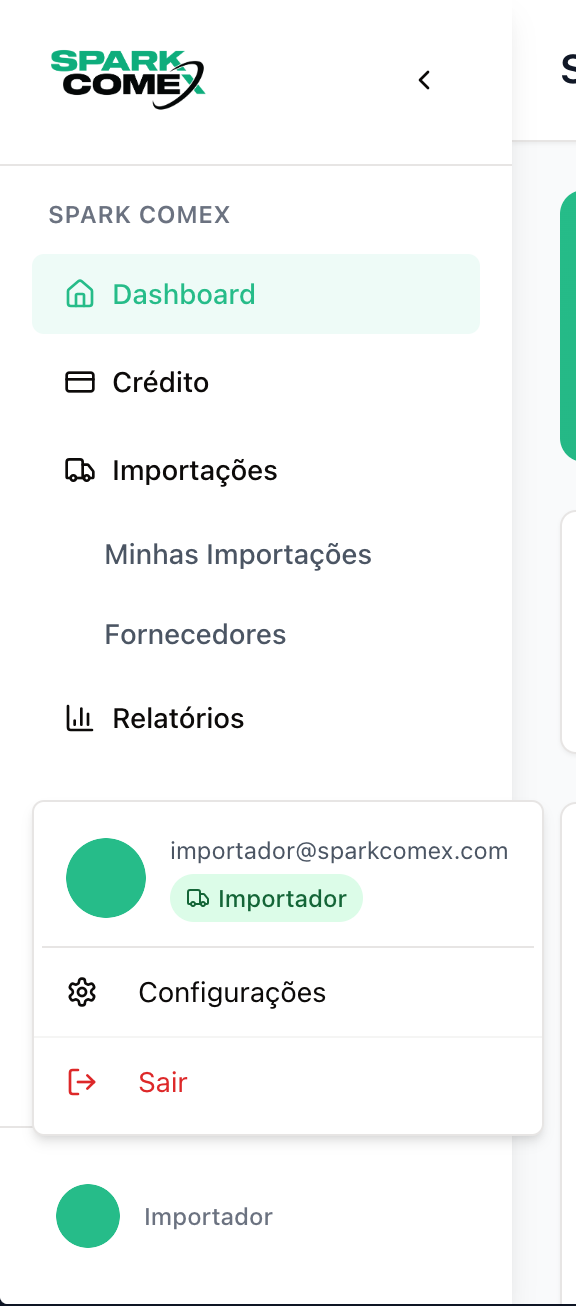 SPARK
COMEX
S
SPARK COMEX
Dashboard
Crédito
Importações
Minhas Importações
Fornecedores
Relatórios
importador@sparkcomex.com
Importador
Configurações
Sair
Importador